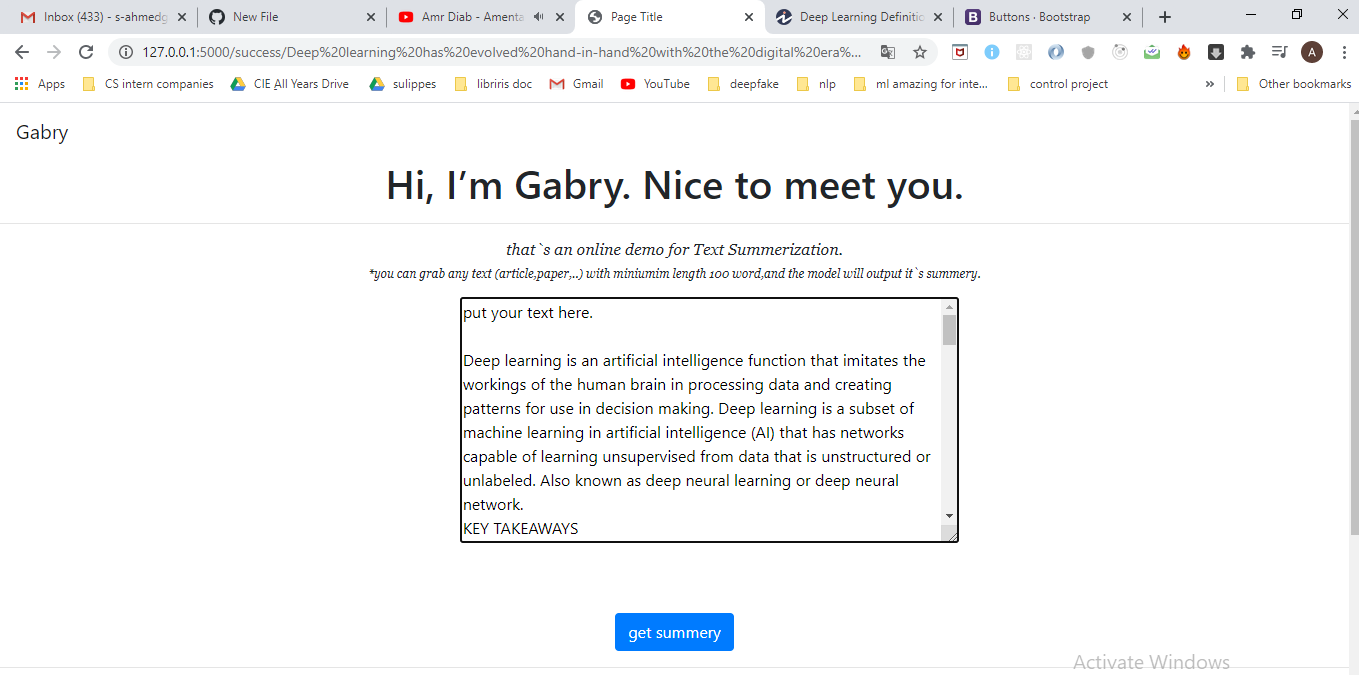 Inbox (433) - s-ahmedg
New File
Amr Diab - Amenta
Page Title
Deep Learning Definitic
Buttons · Bootstrap
127.0.0.1:5000/success/Deep%20learning%20has%20evolved%20hand-in-hand%20with%20the%20digital%20era%...
A
Apps
CS intern companies
CIE All Years Drive
sulippes
libriris doc
Gmail
YouTube
deepfake
nlp
ml amazing for inte...
control project
»
Other bookmarks
Gabry
Hi, I’m Gabry. Nice to meet you.
that`s an online demo for Text Summerization.
*you can grab any text (article,paper,..) with miniumim length 100 word,and the model will output it`s summery.
put your text here.
Deep learning is an artificial intelligence function that imitates the
workings of the human brain in processing data and creating
patterns for use in decision making. Deep learning is a subset of
machine learning in artificial intelligence (AI) that has networks
capable of learning unsupervised from data that is unstructured or
unlabeled. Also known as deep neural learning or deep neural
network.
KEY TAKEAWAYS
get summery
Activate Windows